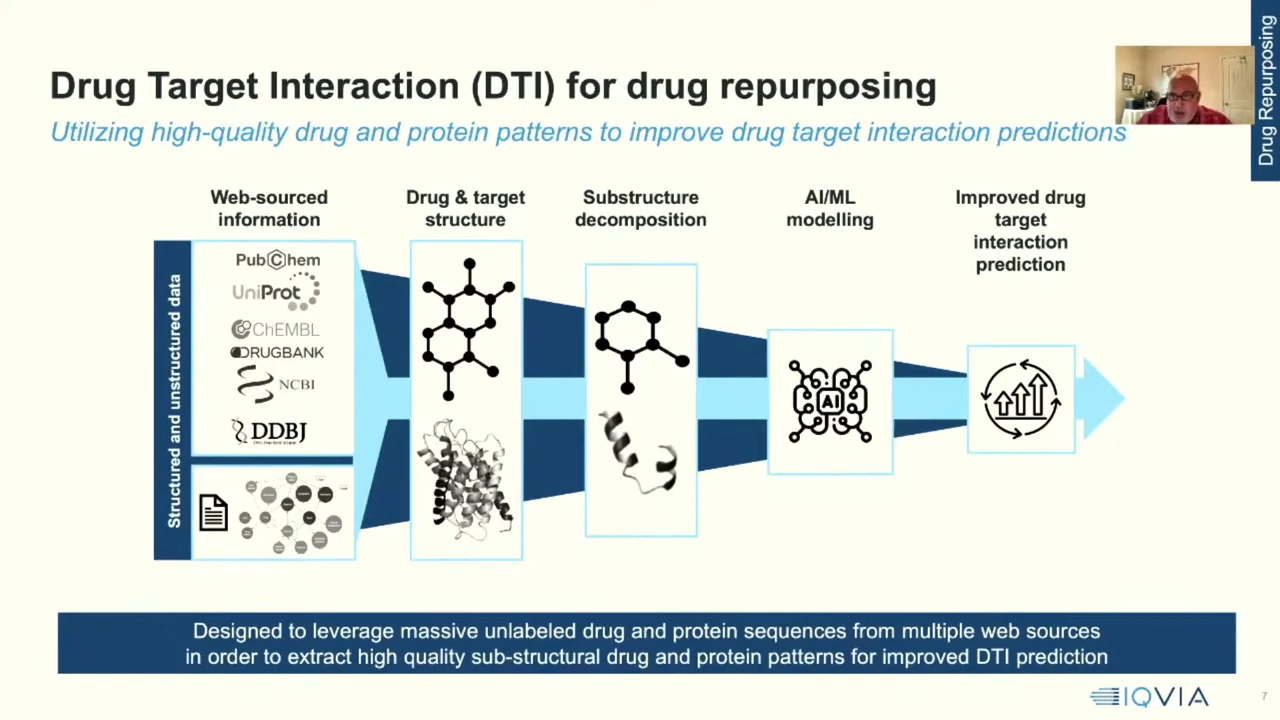 Drug Repurposing
Drug Target Interaction (DTI) for drug repurposing
Utilizing high-quality drug and protein patterns to improve drug target interaction predictions
Web-sourced
information
Drug & target
structure
Substructure
decomposition
AI/ML
modelling
Improved drug
target
interaction
prediction
Structured and unstructured data
PubChem
UniProt
ChEMBL
DRUGBANK
NCBI
DDBJ
AI
Designed to leverage massive unlabeled drug and protein sequences from multiple web sources
in order to extract high quality sub-structural drug and protein patterns for improved DTI prediction
IQVIA
7